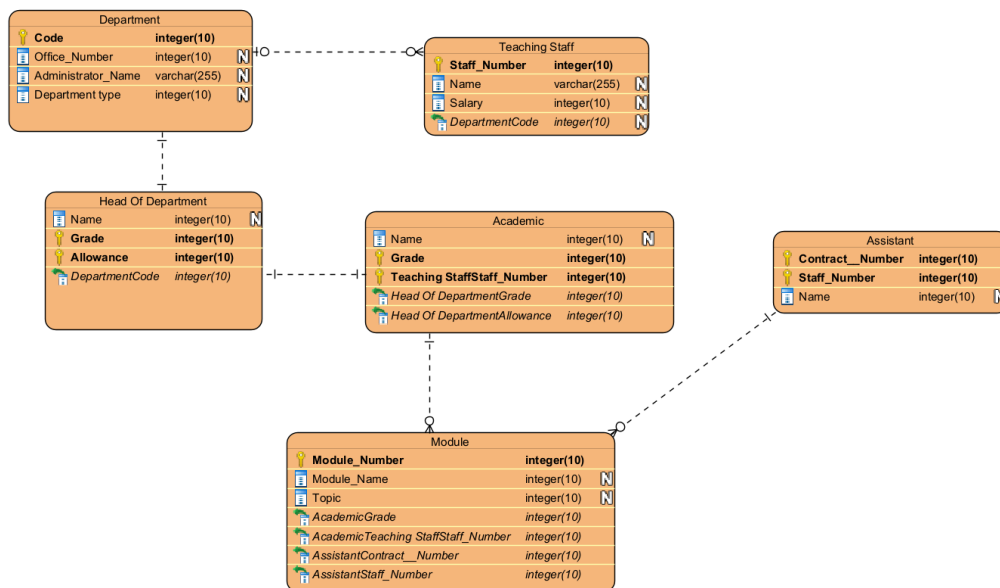 Department
Code integer(10)
Office_Number integer(10) N
Administrator_Name varchar(255) N
Department type integer(10) N
Teaching Staff
Staff_Number integer(10)
Name varchar(255) N
Salary integer(10) N
DepartmentCode integer(10) N
Head Of Department
Name integer(10) N
Grade integer(10)
Allowance integer(10)
DepartmentCode integer(10)
Academic
Name integer(10) N
Grade integer(10)
Teaching StaffStaff_Number integer(10)
Head Of DepartmentGrade integer(10)
Head Of DepartmentAllowance integer(10)
Assistant
Contract__Number integer(10)
Staff_Number integer(10)
Name integer(10) N
Module
Module_Number integer(10)
Module_Name integer(10) N
Topic integer(10) N
AcademicGrade integer(10)
AcademicTeaching StaffStaff_Number integer(10)
AssistantContract__Number integer(10)
AssistantStaff_Number integer(10)